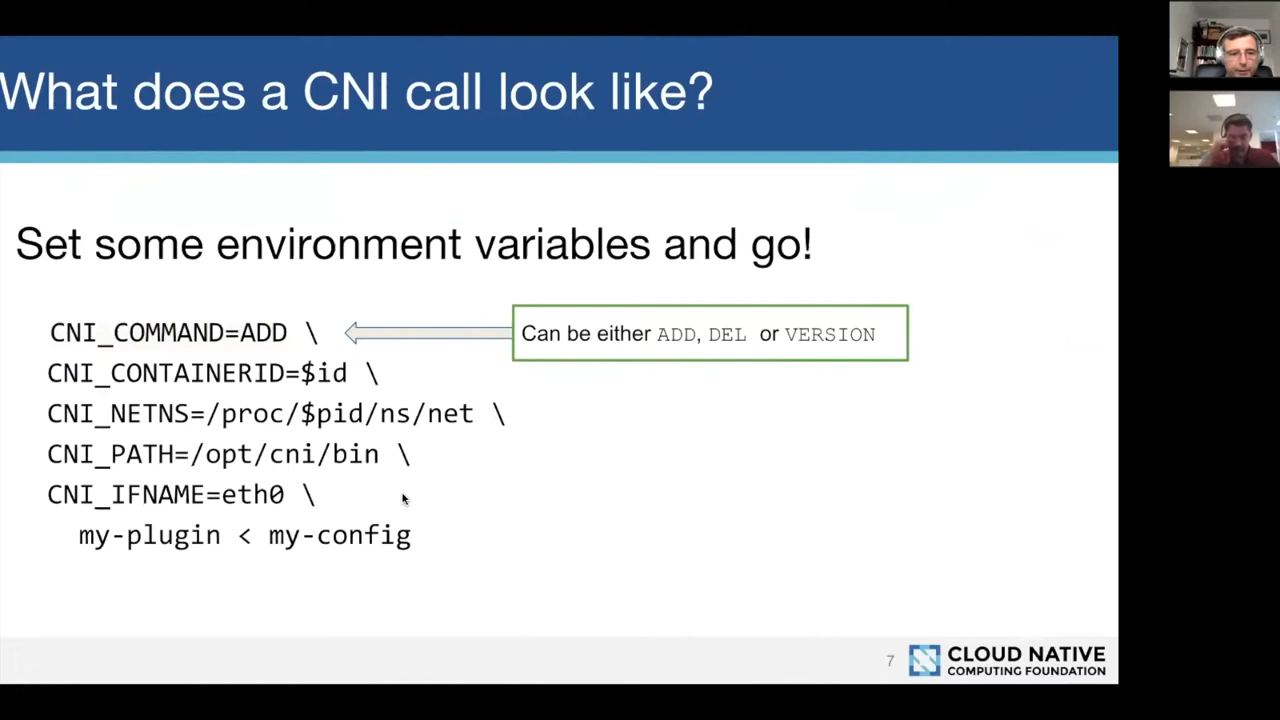 What does a CNI call look like?
Set some environment variables and go!
CNI_COMMAND=ADD \
Can be either ADD, DEL or VERSION
CNI_CONTAINERID=$id \
CNI_NETNS=/proc/$pid/ns/net \
CNI_PATH=/opt/cni/bin \
CNI_IFNAME=eth0 \
my-plugin < my-config
7
CLOUD NATIVE
COMPUTING FOUNDATION